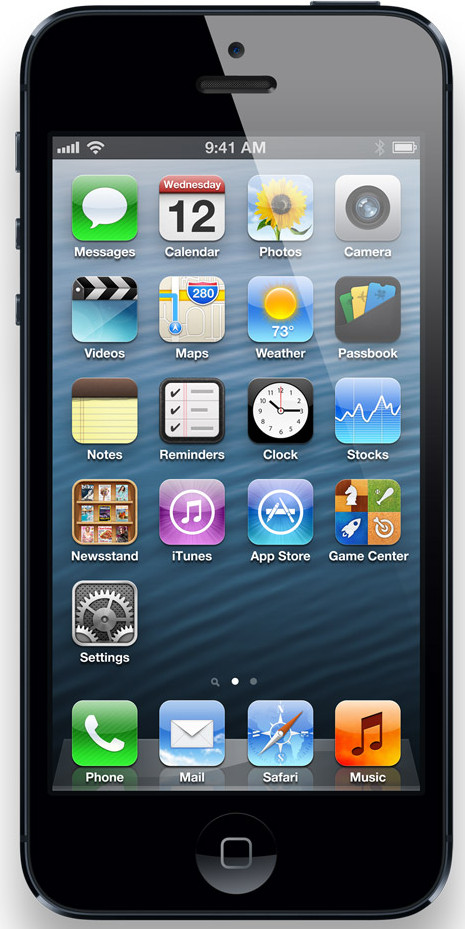 9:41 AM
Wednesday
12
280
73°
Messages Calendar Photos Camera
Videos Maps Weather Passbook
Notes Reminders Clock Stocks
Newsstand iTunes App Store Game Center
Settings
Phone Mail Safari Music